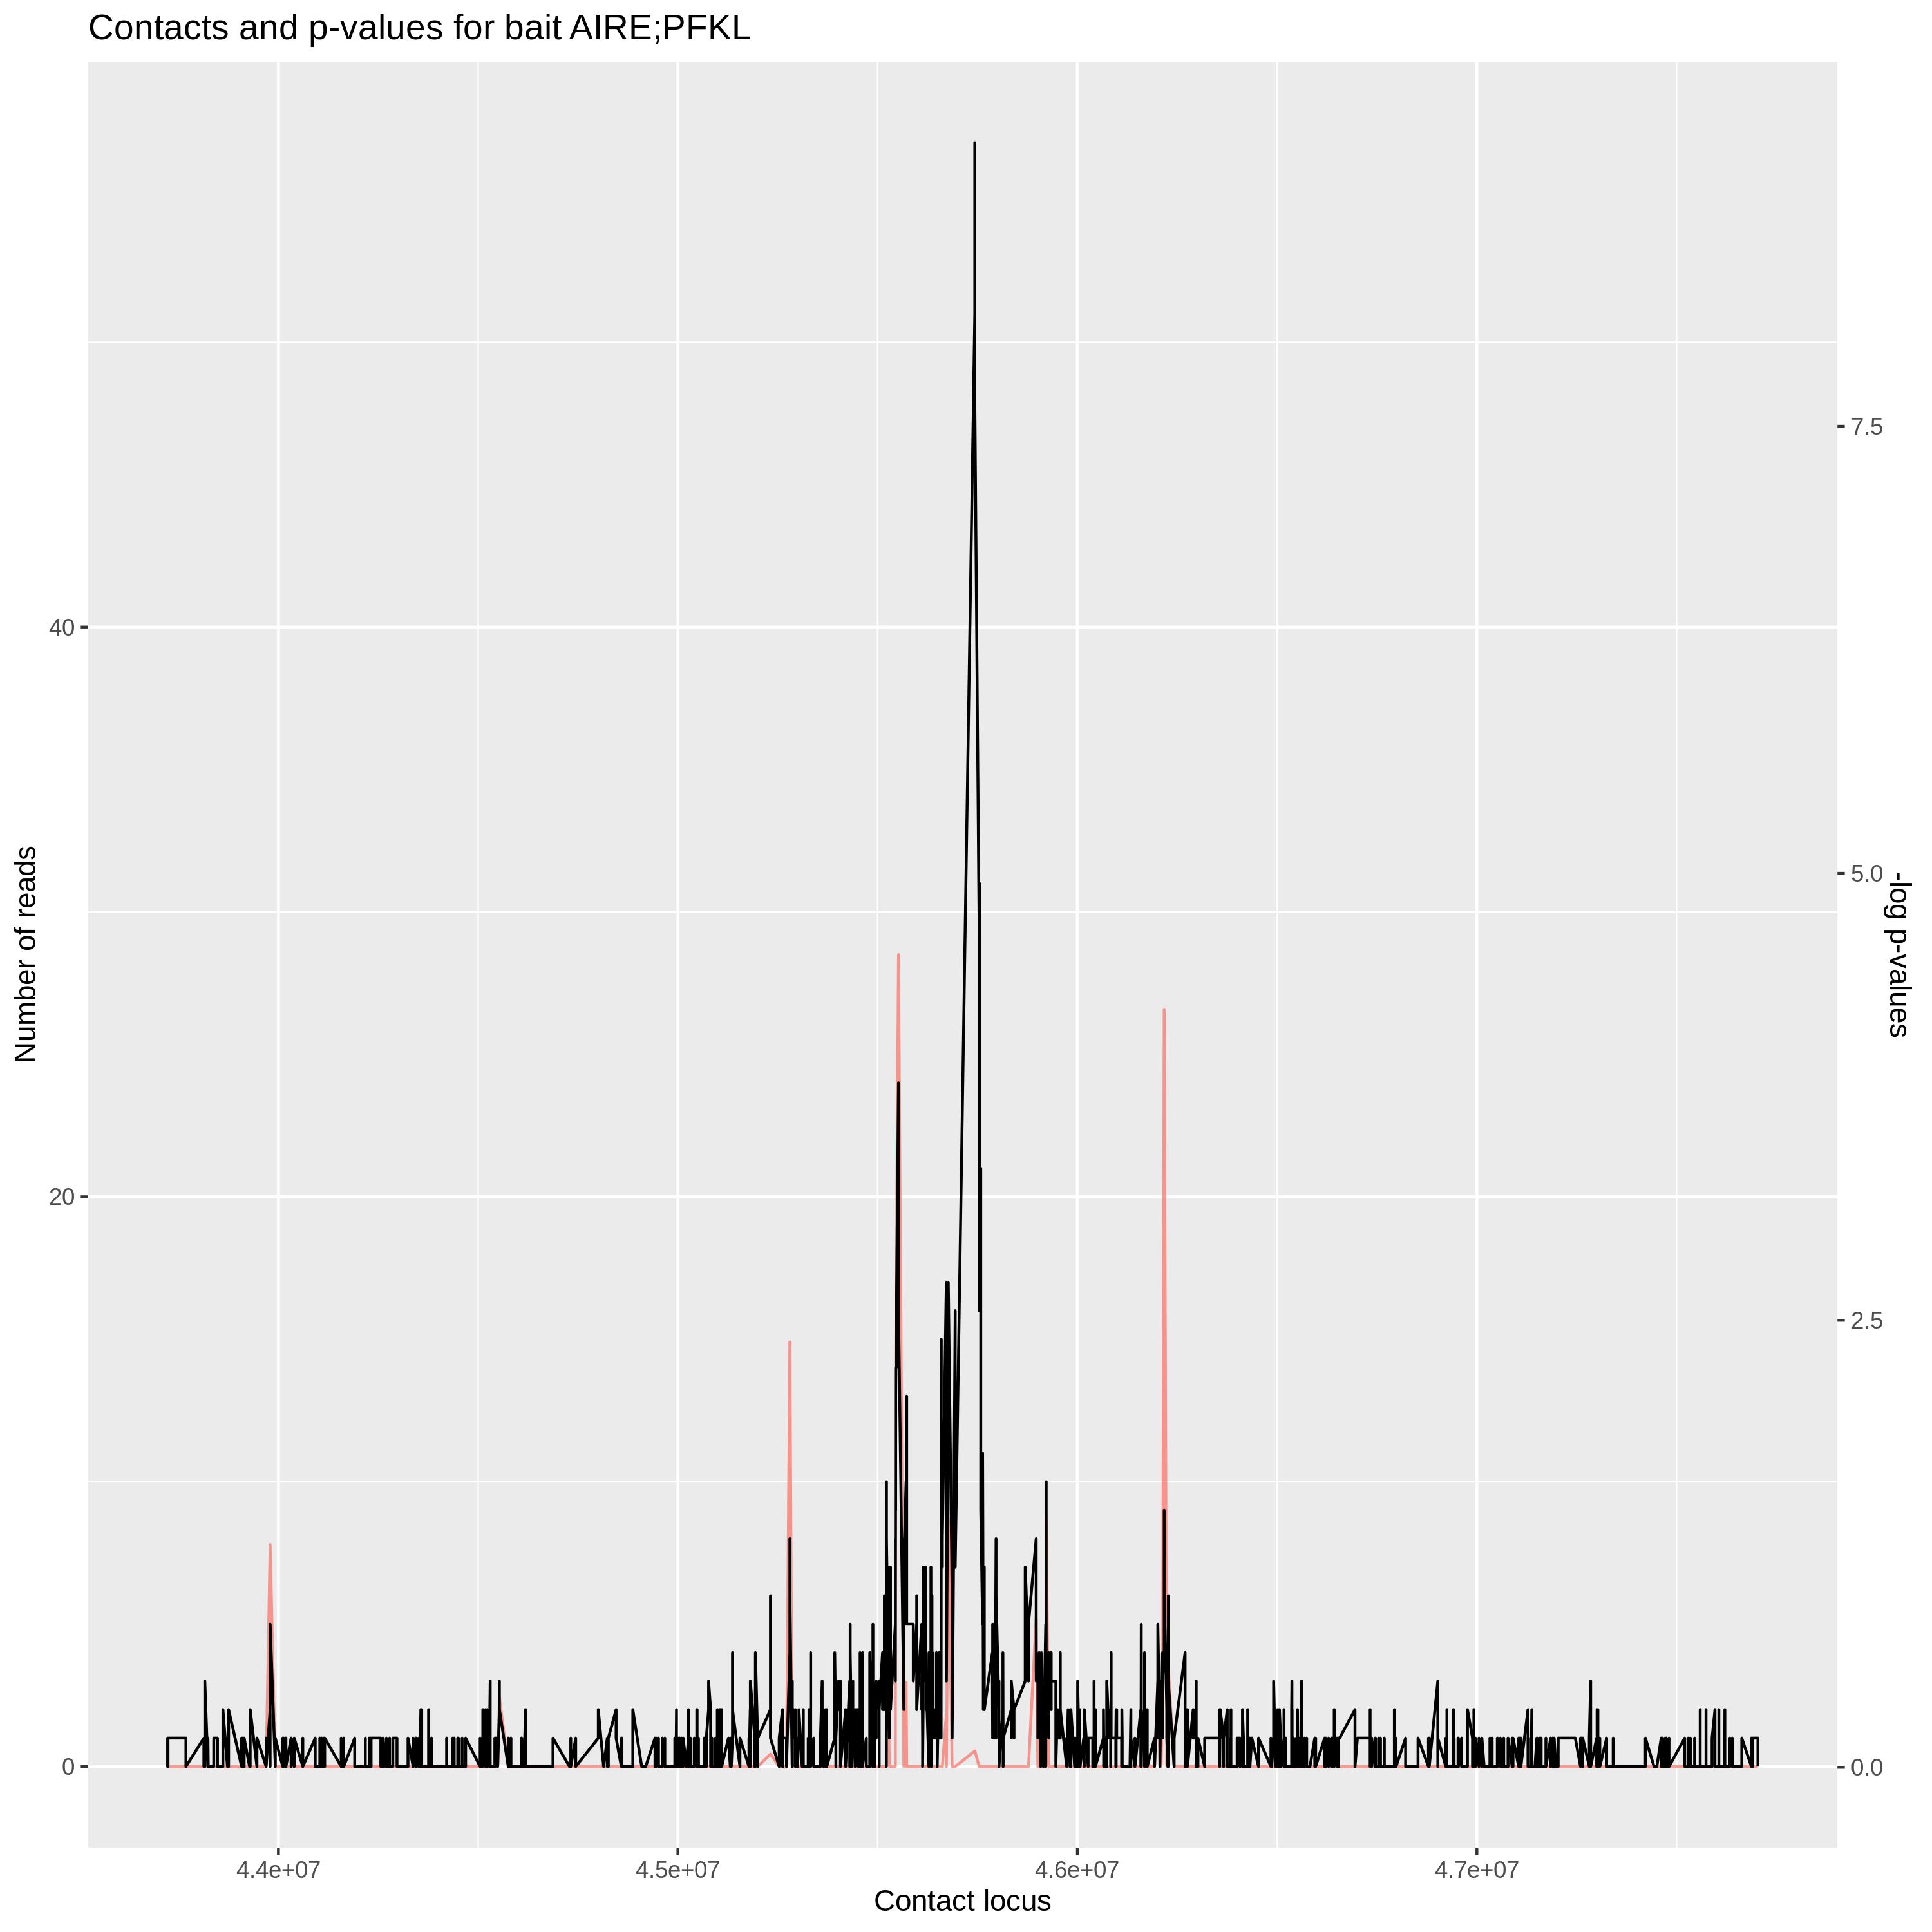 Contacts and p-values for bait AIRE;PFKL
Number of reads
40
20
0
7.5
5.0
2.5
0.0
-log p-values
4.4e+07
4.5e+07
4.6e+07
4.7e+07
Contact locus